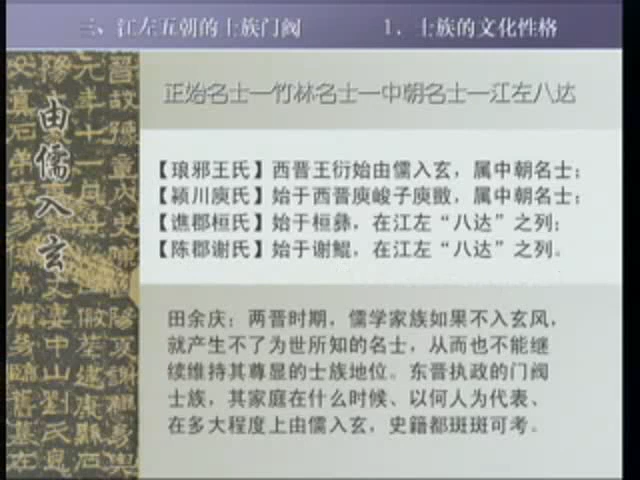 三、江左五朝的士族门阀
1．士族的文化性格
由儒入玄
正始名士—竹林名士—中朝名士—江左八达
【琅邪王氏】西晋王衍始由儒入玄，属中朝名士；
【颍川庾氏】始于西晋庾峻子庾敳，属中朝名士；
【谯郡桓氏】始于桓彝，在江左“八达”之列；
【陈郡谢氏】始于谢鲲，在江左“八达”之列。
田余庆：两晋时期，儒学家族如果不入玄风，
就产生不了为世所知的名士，从而也不能继
续维持其尊显的士族地位。东晋执政的门阀
士族，其家庭在什么时候、以何人为代表、
在多大程度上由儒入玄，史籍都斑斑可考。